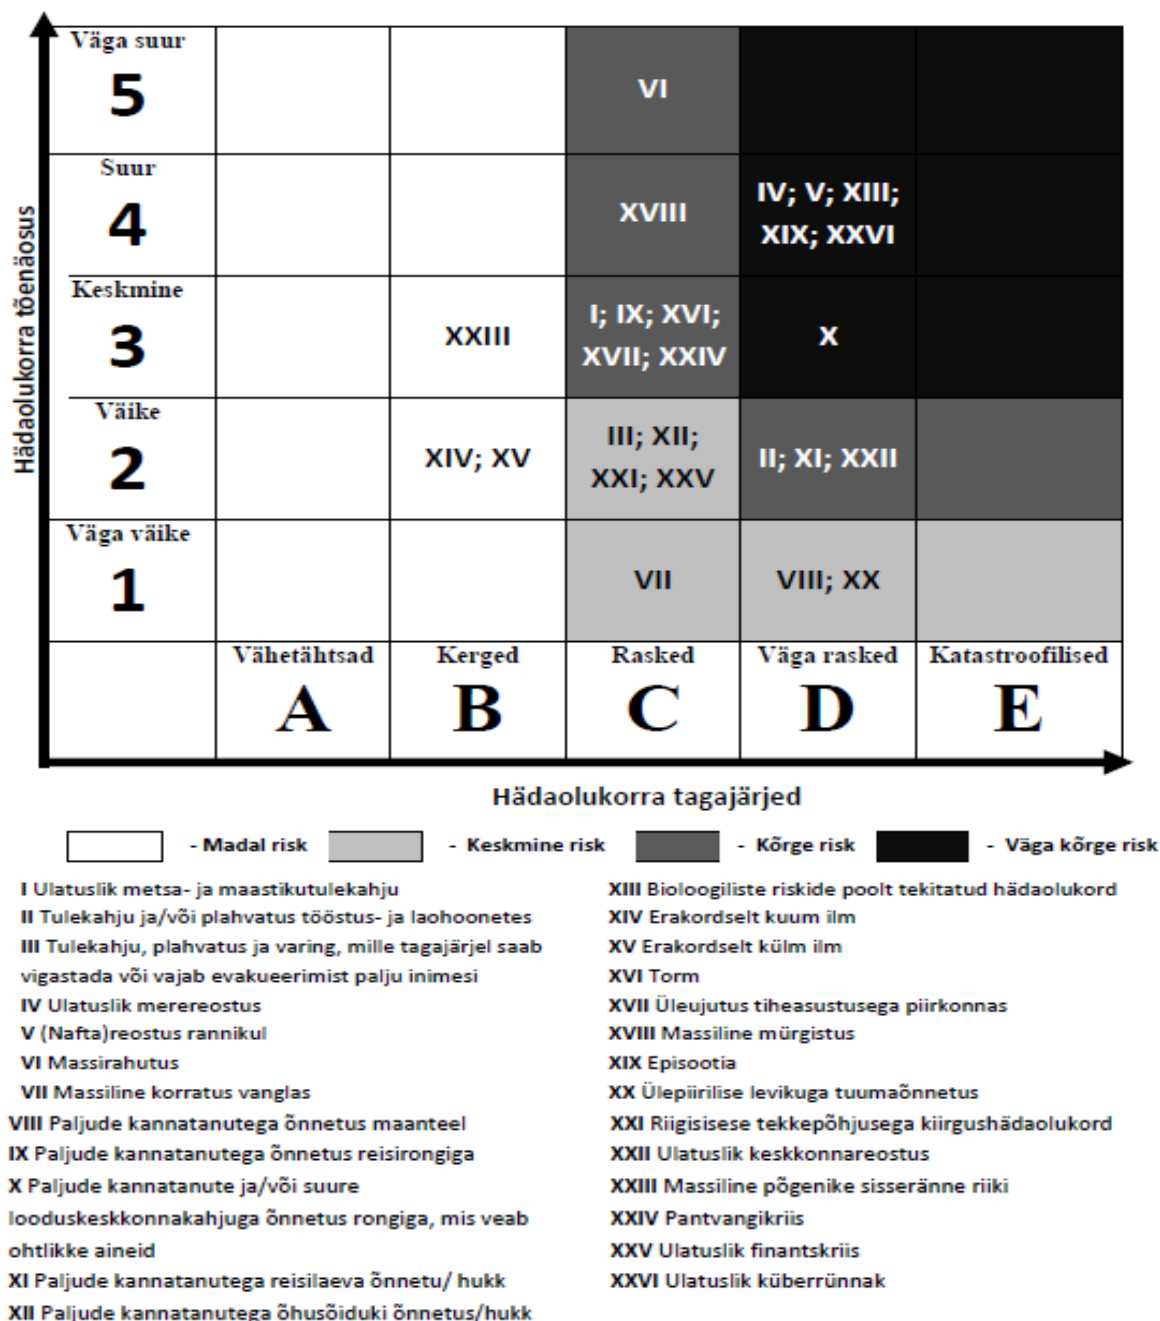 Hädaolukorra tõenäosus
Väga suur
5
VI
Suur
4
XVIII
IV; V; XIII;
XIX; XXVI
Keskmine
3
XXIII
I; IX; XVI;
XVII; XXIV
X
Väike
2
XIV; XV
III; XII;
XXI; XXV
II; XI; XXII
Väga väike
1
VII
VIII; XX
Vähetähtsad
A
Kerged
B
Rasked
C
Väga rasked
D
Katastroofilised
E
Hädaolukorra tagajärjed
- Madal risk
- Keskmine risk
- Kõrge risk
- Väga kõrge risk
I Ulatuslik metsa- ja maastikutulekahju
II Tulekahju ja/või plahvatus tööstus- ja laohoonetes
III Tulekahju, plahvatus ja varing, mille tagajärjel saab
vigastada või vajab evakueerimist palju inimesi
IV Ulatuslik merereostus
V (Nafta)reostus rannikul
VI Massirahutus
VII Massiline korratus vanglas
VIII Paljude kannatanutega õnnetus maanteel
IX Paljude kannatanutega õnnetus reisirongiga
X Paljude kannatanute ja/või suure
looduskeskkonnakahjuga õnnetus rongiga, mis veab
ohtlikke aineid
XI Paljude kannatanutega reisilaeva õnnetu/ hukk
XII Paljude kannatanutega õhusõiduki õnnetus/hukk
XIII Bioloogiliste riskide poolt tekitatud hädaolukord
XIV Erakordselt kuum ilm
XV Erakordselt külm ilm
XVI Torm
XVII Üleujutus tiheasustusega piirkonnas
XVIII Massiline mürgistus
XIX Episootia
XX Ülepiirilise levikuga tuumaõnnetus
XXI Riigisisese tekkepõhjusega kiirgushädaolukord
XXII Ulatuslik keskkonnareostus
XXIII Massiline põgenike sisseränne riiki
XXIV Pantvangikriis
XXV Ulatuslik finantskriis
XXVI Ulatuslik küberrünnak